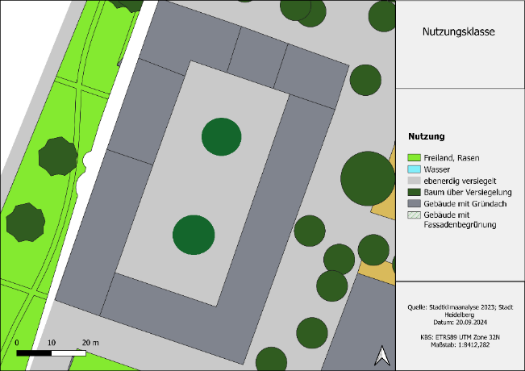 Nutzungsklasse
Nutzung
Freiland, Rasen
Wasser
ebenerdig versiegelt
Baum über Versiegelung
Gebäude mit Gründach
Gebäude mit
Fassadenbegrünung
Quelle: Stadtklimaanalyse 2023; Stadt
Heidelberg
Datum: 20.09.2024
KBS: ETRS89 UTM Zone 32N
Maßstab: 1:9412,282
0 10 20 m